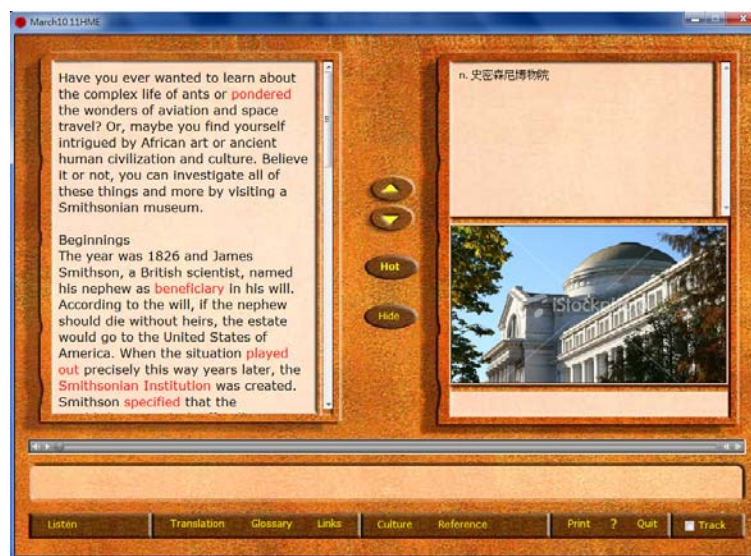 March10.11HME
Have you ever wanted to learn about
the complex life of ants or pondered
the wonders of aviation and space
travel? Or, maybe you find yourself
intrigued by African art or ancient
human civilization and culture. Believe
it or not, you can investigate all of
these things and more by visiting a
Smithsonian museum.
Beginnings
The year was 1826 and James
Smithson, a British scientist, named
his nephew as beneficiary in his will.
According to the will, if the nephew
should die without heirs, the estate
would go to the United States of
America. When the situation played
out precisely this way years later, the
Smithsonian Institution was created.
Smithson specified that the
Hot
Hide
n. 史密森尼博物院
Listen Translation Glossary Links Culture Reference Print ? Quit Track